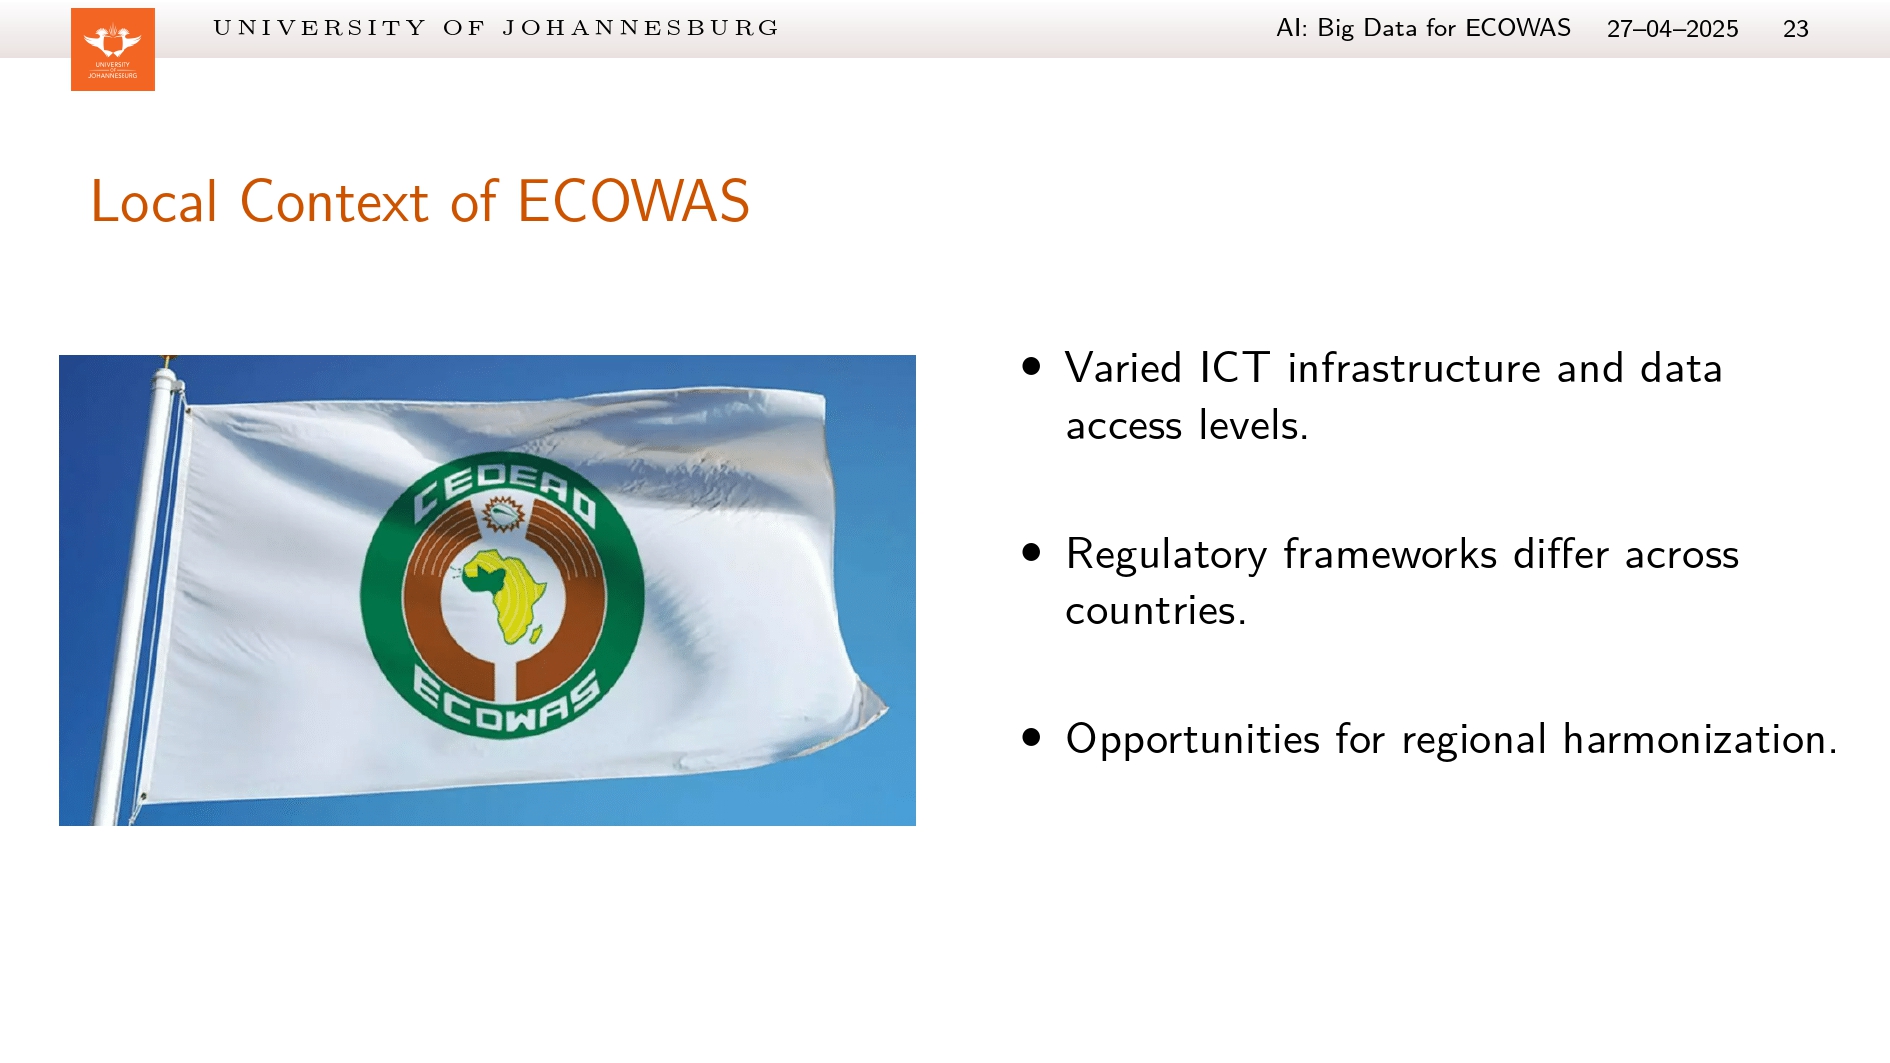 UNIVERSITY OF JOHANNESBURG
AI: Big Data for ECOWAS 27–04–2025 23
UNIVERSITY
OF
JOHANNESBURG
Local Context of ECOWAS
CEDEAO
ECOWAS
• Varied ICT infrastructure and data
access levels.
• Regulatory frameworks differ across
countries.
• Opportunities for regional harmonization.